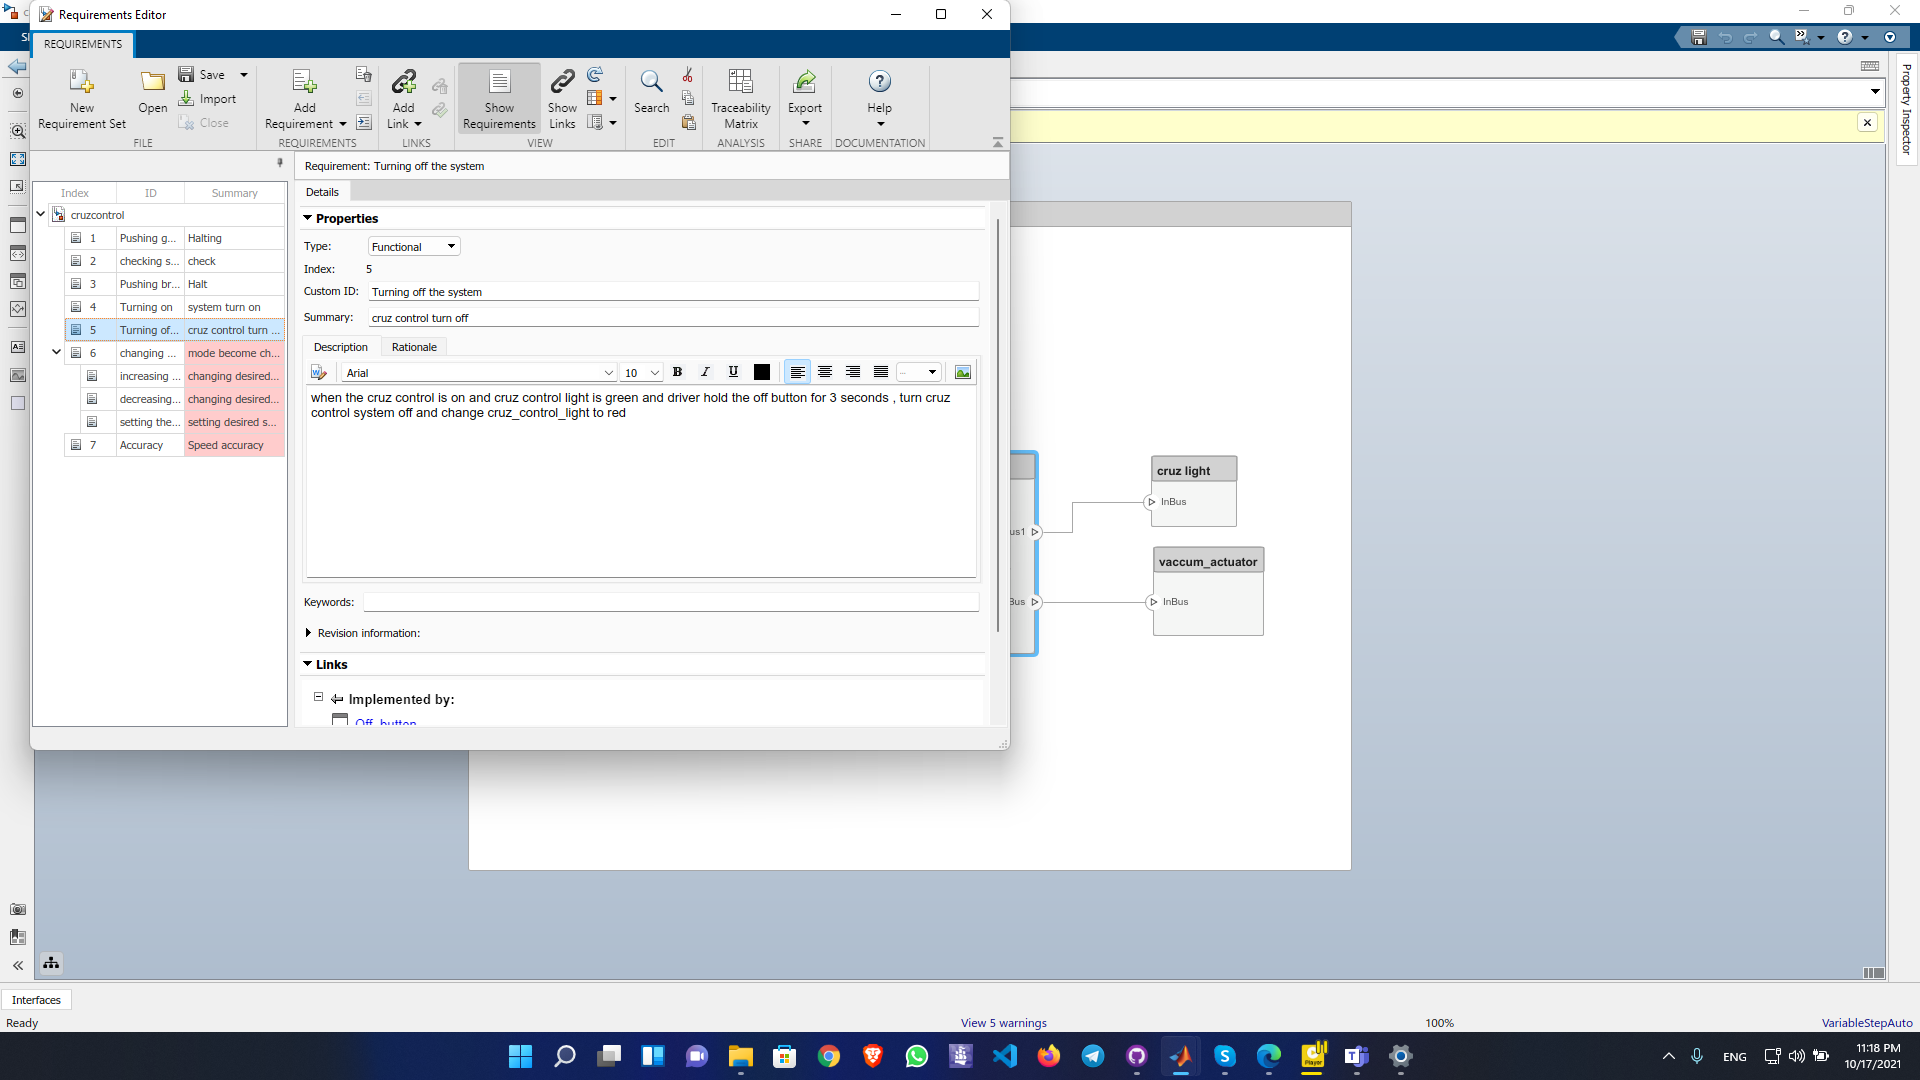 Requirements Editor
REQUIREMENTS
New
Requirement Set
Open
Save
Import
Close
FILE
Add
Requirement
REQUIREMENTS
Add
Link
LINKS
Show
Requirements
Show
Links
VIEW
Search
EDIT
Traceability
Matrix
ANALYSIS
Export
SHARE
Help
DOCUMENTATION
Property Inspector
Index ID Summary
cruzcontrol
1 Pushing g... Halting
2 checking s... check
3 Pushing br... Halt
4 Turning on system turn on
5 Turning of... cruz control turn ...
6 changing ... mode become ch...
increasing ... changing desired...
decreasing... changing desired...
setting the... setting desired s...
7 Accuracy Speed accuracy
Requirement: Turning off the system
Details
Properties
Type: Functional
Index: 5
Custom ID: Turning off the system
Summary: cruz control turn off
Description Rationale
Arial 10 B I U
when the cruz control is on and cruz control light is green and driver hold the off button for 3 seconds , turn cruz
control system off and change cruz_control_light to red
Keywords:
Revision information:
Links
Implemented by:
Off_button
cruz light
InBus
us1
vaccum_actuator
InBus
Bus
Interfaces
Ready
View 5 warnings
100%
VariableStepAuto
ENG
11:18 PM
10/17/2021